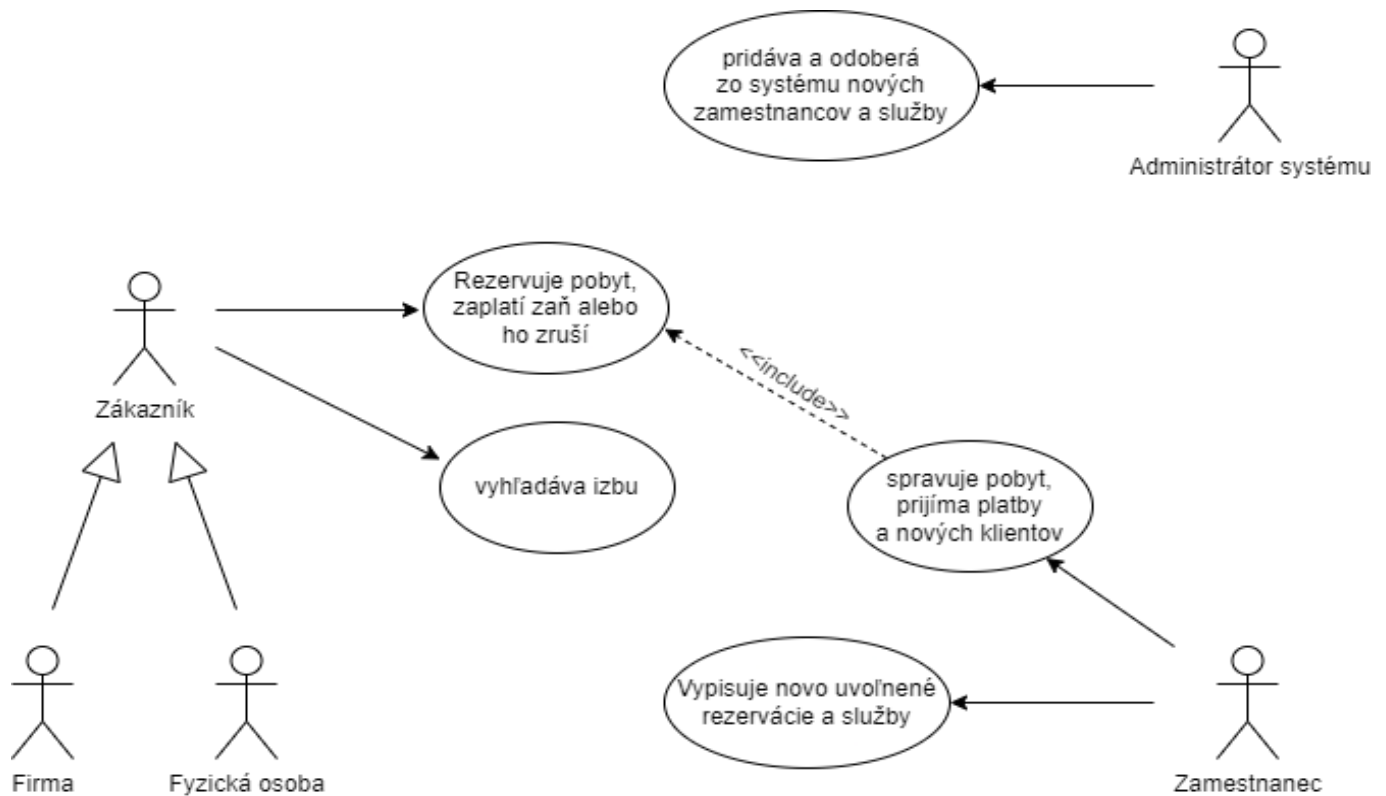 pridáva a odoberá
zo systému nových
zamestnancov a služby
Administrátor systému
Rezervuje pobyt,
zaplatí zaň alebo
ho zruší
Zákazník
<<include>>
vyhľadáva izbu
spravuje pobyt,
prijíma platby
a nových klientov
Vypisuje novo uvoľnené
rezervácie a služby
Firma
Fyzická osoba
Zamestnanec